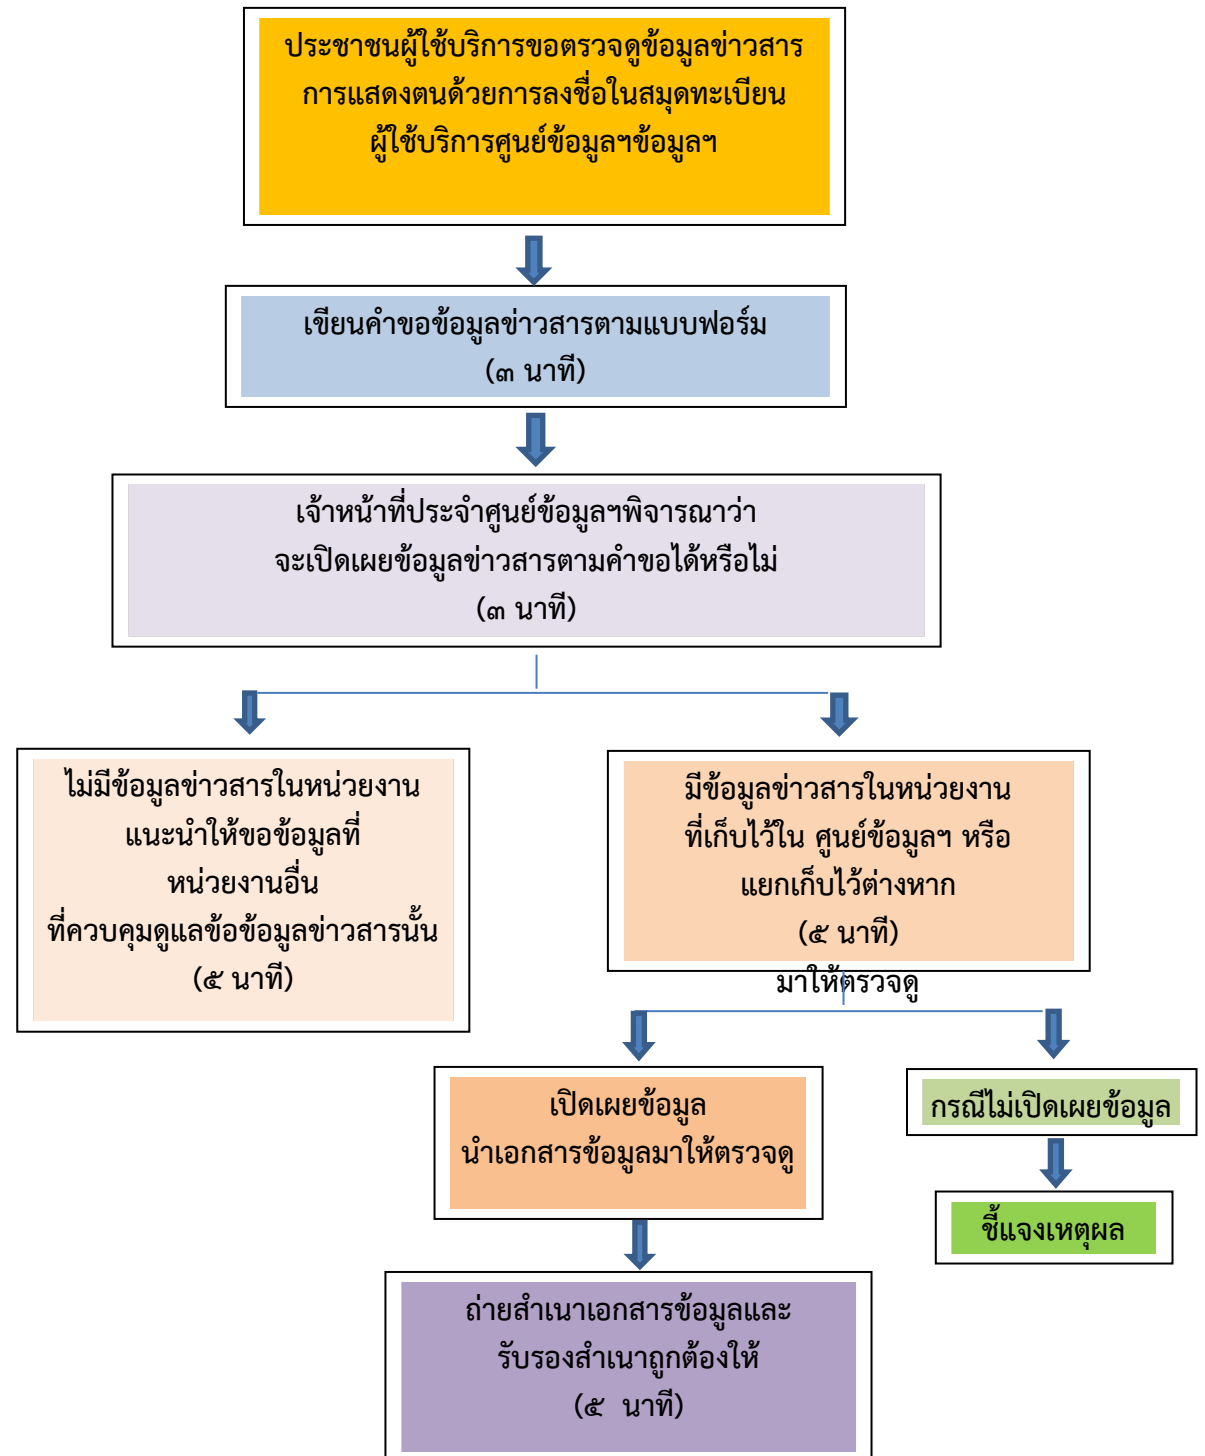 ประชาชนผู้ใช้บริการขอตรวจดูข้อมูลข่าวสาร
การแสดงตนด้วยการลงชื่อในสมุดทะเบียน
ผู้ใช้บริการศูนย์ข้อมูลฯข้อมูลฯ
เขียนคำขอข้อมูลข่าวสารตามแบบฟอร์ม
(๓ นาที)
เจ้าหน้าที่ประจำศูนย์ข้อมูลฯพิจารณาว่า
จะเปิดเผยข้อมูลข่าวสารตามคำขอได้หรือไม่
(๓ นาที)
ไม่มีข้อมูลข่าวสารในหน่วยงาน
แนะนำให้ขอข้อมูลที่
หน่วยงานอื่น
ที่ควบคุมดูแลข้อข้อมูลข่าวสารนั้น
(๕ นาที)
มีข้อมูลข่าวสารในหน่วยงาน
ที่เก็บไว้ใน ศูนย์ข้อมูลฯ หรือ
แยกเก็บไว้ต่างหาก
(๕ นาที)
มาให้ตรวจดู
เปิดเผยข้อมูล
นำเอกสารข้อมูลมาให้ตรวจดู
กรณีไม่เปิดเผยข้อมูล
ชี้แจงเหตุผล
ถ่ายสำเนาเอกสารข้อมูลและ
รับรองสำเนาถูกต้องให้
(๕ นาที)